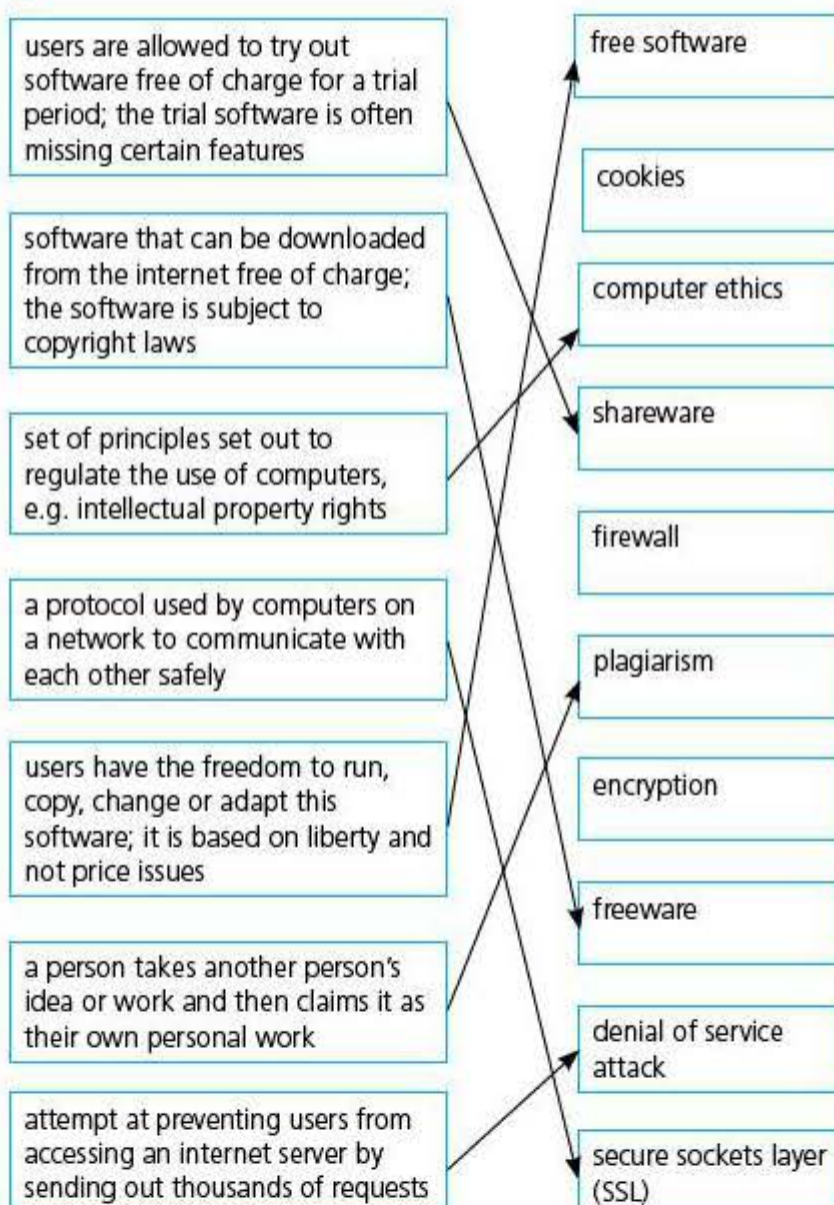 users are allowed to try out
software free of charge for a trial
period; the trial software is often
missing certain features
software that can be downloaded
from the internet free of charge;
the software is subject to
copyright laws
set of principles set out to
regulate the use of computers,
e.g. intellectual property rights
a protocol used by computers on
a network to communicate with
each other safely
users have the freedom to run,
copy, change or adapt this
software; it is based on liberty and
not price issues
a person takes another person's
idea or work and then claims it as
their own personal work
attempt at preventing users from
accessing an internet server by
sending out thousands of requests
free software
cookies
computer ethics
shareware
firewall
plagiarism
encryption
freeware
denial of service
attack
secure sockets layer
(SSL)